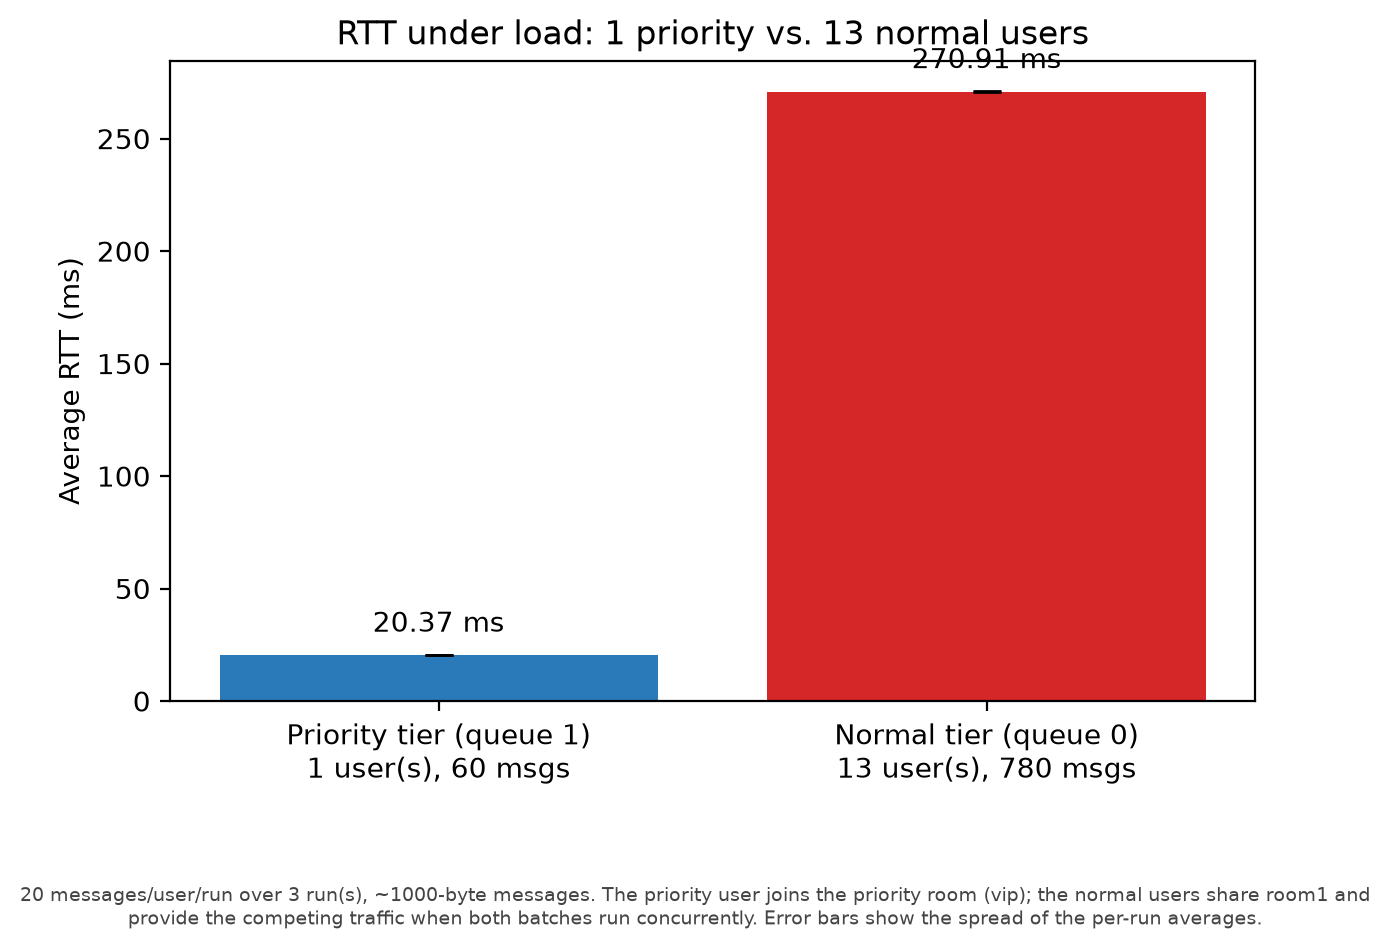 RTT under load: 1 priority vs. 13 normal users
270.91 ms
250
200
150
100
50
0
Average RTT (ms)
20.37 ms
Priority tier (queue 1)
1 user(s), 60 msgs
Normal tier (queue 0)
13 user(s), 780 msgs
20 messages/user/run over 3 run(s), ~1000-byte messages. The priority user joins the priority room (vip); the normal users share room1 and
provide the competing traffic when both batches run concurrently. Error bars show the spread of the per-run averages.